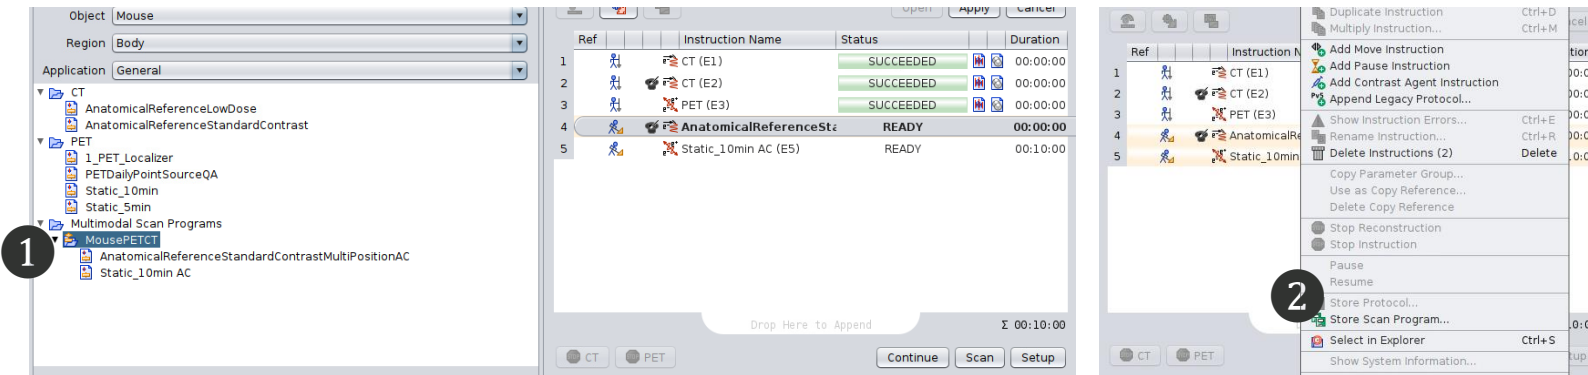 Object Mouse
Region Body
Application General
CT
AnatomicalReferenceLowDose
AnatomicalReferenceStandardContrast
PET
1_PET_Localizer
PETDailyPointSourceQA
Static_10min
Static_5min
Multimodal Scan Programs
1
MousePETCT
AnatomicalReferenceStandardContrastMultiPositionAC
Static_10min AC
Open Apply Cancel
Ref Instruction Name Status Duration
1 CT (E1) SUCCEEDED 00:00:00
2 CT (E2) SUCCEEDED 00:00:00
3 PET (E3) SUCCEEDED 00:00:00
4 AnatomicalReferenceSta READY 00:00:00
5 Static_10min AC (E5) READY 00:10:00
Drop Here to Append Σ 00:10:00
CT PET Continue Scan Setup
Ref Instruction N
1 CT (E1)
2 CT (E2)
3 PET (E3)
4 AnatomicalRe
5 Static_10min
CT PET
Duplicate Instruction Ctrl+D
Multiply Instruction... Ctrl+M
Add Move Instruction
Add Pause Instruction
Add Contrast Agent Instruction
Append Legacy Protocol...
Show Instruction Errors... Ctrl+E
Rename Instruction... Ctrl+R
Delete Instructions (2) Delete
Copy Parameter Group...
Use as Copy Reference...
Delete Copy Reference
Stop Reconstruction
Stop Instruction
Pause
Resume
2
Store Protocol...
Store Scan Program...
Select in Explorer Ctrl+S
Show System Information...